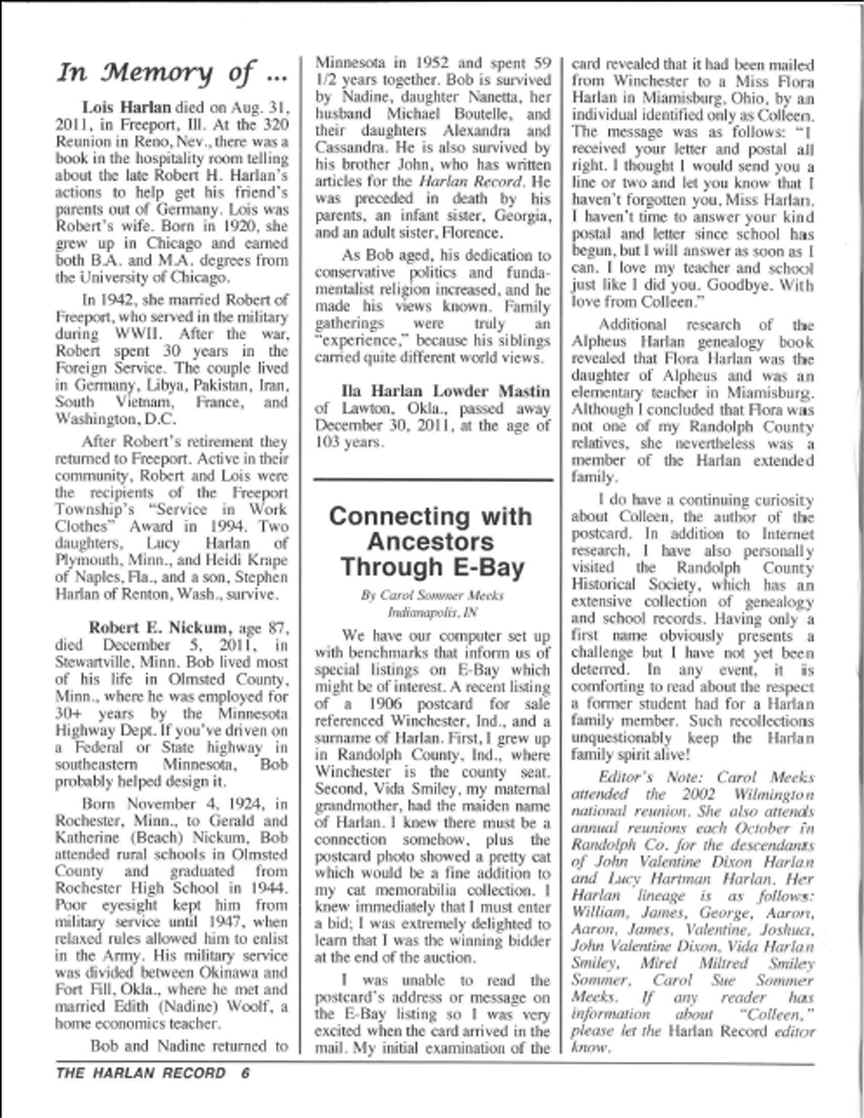 In Memory of ...
Lois Harlan died on Aug. 31,
2011, in Freeport, Ill. At the 320
Reunion in Reno, Nev., there was a
book in the hospitality room telling
about the late Robert H. Harlan's
actions to help get his friend's
parents out of Germany. Lois was
Robert's wife. Born in 1920, she
grew up in Chicago and earned
both B.A. and M.A. degrees from
the University of Chicago.
In 1942, she married Robert of
Freeport, who served in the military
during WWII. After the war,
Robert spent 30 years in the
Foreign Service. The couple lived
in Germany, Libya, Pakistan, Iran,
South Vietnam, France, and
Washington, D.C.
After Robert's retirement they
returned to Freeport. Active in their
community, Robert and Lois were
the recipients of the Freeport
Township's "Service in Work
Clothes" Award in 1994. Two
daughters, Lucy Harlan of
Plymouth, Minn., and Heidi Krape
of Naples, Fla., and a son, Stephen
Harlan of Renton, Wash., survive.
Robert E. Nickum, age 87,
died December 5, 2011, in
Stewartville, Minn. Bob lived most
of his life in Olmsted County,
Minn., where he was employed for
30+ years by the Minnesota
Highway Dept. If you've driven on
a Federal or State highway in
southeastern Minnesota, Bob
probably helped design it.
Born November 4, 1924, in
Rochester, Minn., to Gerald and
Katherine (Beach) Nickum, Bob
attended rural schools in Olmsted
County and graduated from
Rochester High School in 1944.
Poor eyesight kept him from
military service until 1947, when
relaxed rules allowed him to enlist
in the Army. His military service
was divided between Okinawa and
Fort Fill, Okla., where he met and
married Edith (Nadine) Woolf, a
home economics teacher.
Bob and Nadine returned to
Minnesota in 1952 and spent 59
1/2 years together. Bob is survived
by Nadine, daughter Nanetta, her
husband Michael Boutelle, and
their daughters Alexandra and
Cassandra. He is also survived by
his brother John, who has written
articles for the Harlan Record. He
was preceded in death by his
parents, an infant sister, Georgia,
and an adult sister, Florence.
As Bob aged, his dedication to
conservative politics and funda-
mentalist religion increased, and he
made his views known. Family
gatherings were truly an
"experience," because his siblings
carried quite different world views.
Ila Harlan Lowder Mastin
of Lawton, Okla., passed away
December 30, 2011, at the age of
103 years.
Connecting with
Ancestors
Through E-Bay
By Carol Sommer Meeks
Indianapolis, IN
We have our computer set up
with benchmarks that inform us of
special listings on E-Bay which
might be of interest. A recent listing
of a 1906 postcard for sale
referenced Winchester, Ind., and a
surname of Harlan. First, I grew up
in Randolph County, Ind., where
Winchester is the county seat.
Second, Vida Smiley, my maternal
grandmother, had the maiden name
of Harlan. I knew there must be a
connection somehow, plus the
postcard photo showed a pretty cat
which would be a fine addition to
my cat memorabilia collection. I
knew immediately that I must enter
a bid; I was extremely delighted to
learn that I was the winning bidder
at the end of the auction.
I was unable to read the
postcard's address or message on
the E-Bay listing so I was very
excited when the card arrived in the
mail. My initial examination of the
card revealed that it had been mailed
from Winchester to a Miss Flora
Harlan in Miamisburg, Ohio, by an
individual identified only as Colleen.
The message was as follows: "I
received your letter and postal all
right. I thought I would send you a
line or two and let you know that I
haven't forgotten you, Miss Harlan.
I haven't time to answer your kind
postal and letter since school has
begun, but I will answer as soon as I
can. I love my teacher and school
just like I did you. Goodbye. With
love from Colleen."
Additional research of the
Alpheus Harlan genealogy book
revealed that Flora Harlan was the
daughter of Alpheus and was an
elementary teacher in Miamisburg.
Although I concluded that Flora was
not one of my Randolph County
relatives, she nevertheless was a
member of the Harlan extended
family.
I do have a continuing curiosity
about Colleen, the author of the
postcard. In addition to Internet
research, I have also personally
visited the Randolph County
Historical Society, which has an
extensive collection of genealogy
and school records. Having only a
first name obviously presents a
challenge but I have not yet been
deterred. In any event, it is
comforting to read about the respect
a former student had for a Harlan
family member. Such recollections
unquestionably keep the Harlan
family spirit alive!
Editor's Note: Carol Meeks
attended the 2002 Wilmington
national reunion. She also attends
annual reunions each October in
Randolph Co. for the descendants
of John Valentine Dixon Harlan
and Lucy Hartman Harlan. Her
Harlan lineage is as follows:
William, James, George, Aaron,
Aaron, James, Valentine, Joshua,
John Valentine Dixon, Vida Harlan
Smiley, Mirel Miltred Smiley
Sommer, Carol Sue Sommer
Meeks. If any reader has
information about "Colleen,"
please let the Harlan Record editor
know.
THE HARLAN RECORD 6